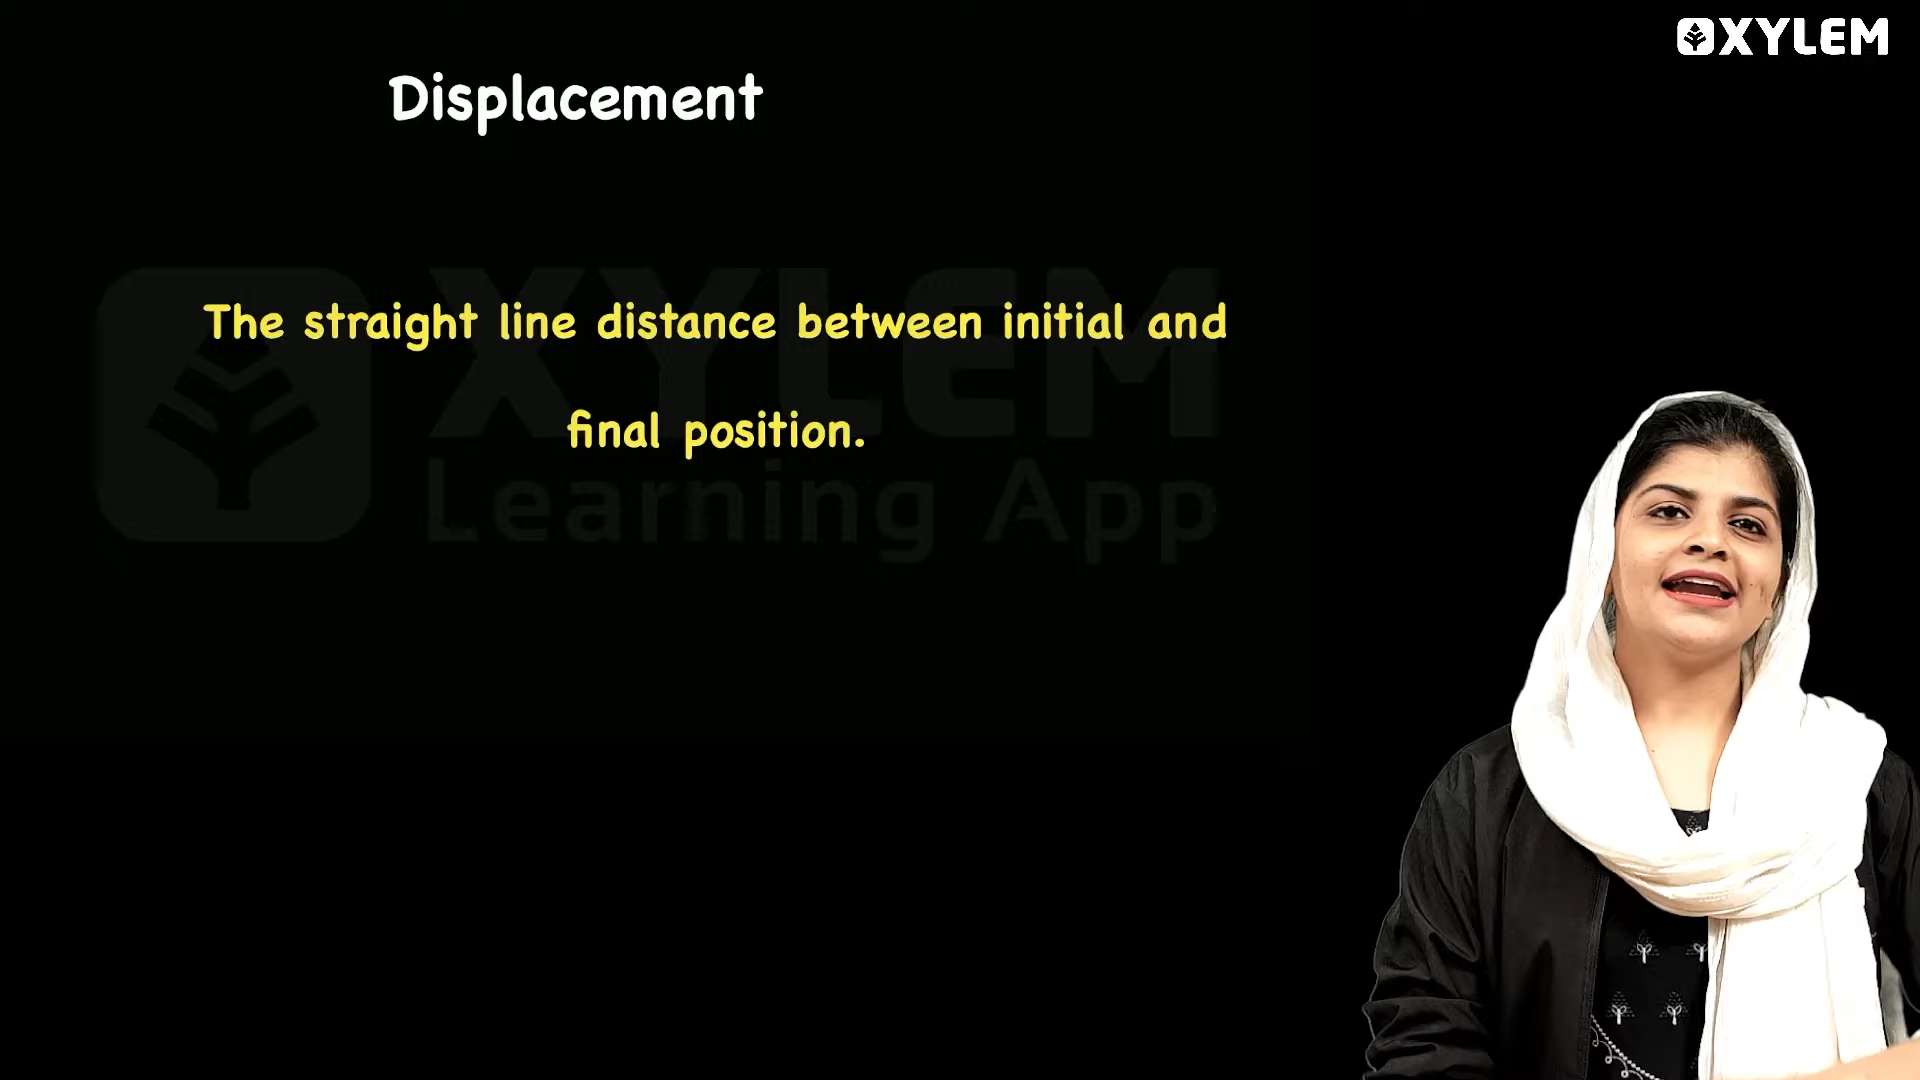 XYLEM
Displacement
The straight line distance between initial and
final position.
XYLEM
Learning App